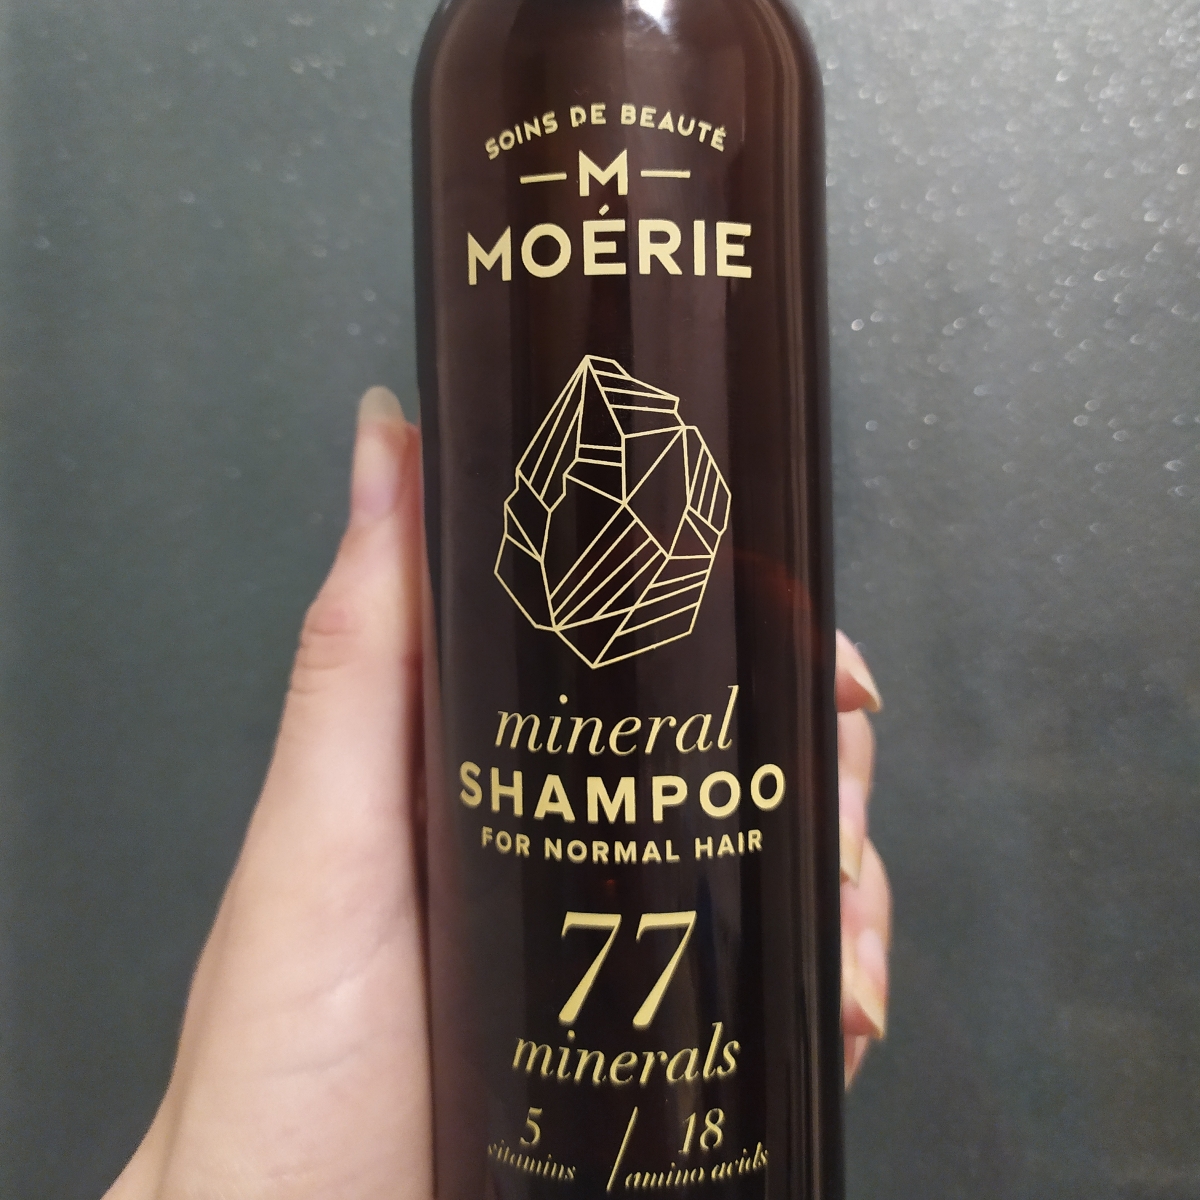 SOINS DE BEAUTÉ
M
MOÉRIE
mineral
SHAMPOO
FOR NORMAL HAIR
77
minerals
5 / 18
vitamins amino acids